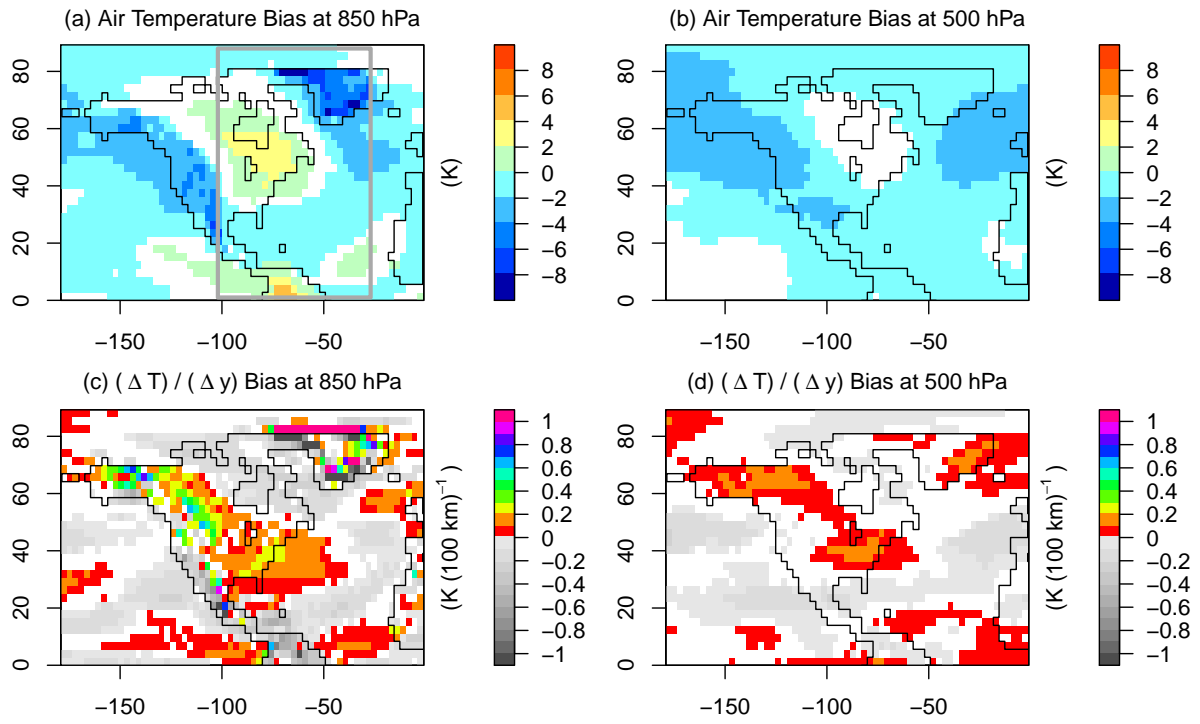 (a) Air Temperature Bias at 850 hPa
0 20 40 60 80
−150 −100 −50
8
6
4
2
0
−2
−4
−6
−8
(K)
(b) Air Temperature Bias at 500 hPa
0 20 40 60 80
−150 −100 −50
8
6
4
2
0
−2
−4
−6
−8
(K)
(c) ( Δ T) / ( Δ y) Bias at 850 hPa
0 20 40 60 80
−150 −100 −50
1
0.8
0.6
0.4
0.2
0
−0.2
−0.4
−0.6
−0.8
−1
(K (100 km)⁻¹ )
(d) ( Δ T) / ( Δ y) Bias at 500 hPa
0 20 40 60 80
−150 −100 −50
1
0.8
0.6
0.4
0.2
0
−0.2
−0.4
−0.6
−0.8
−1
(K (100 km)⁻¹